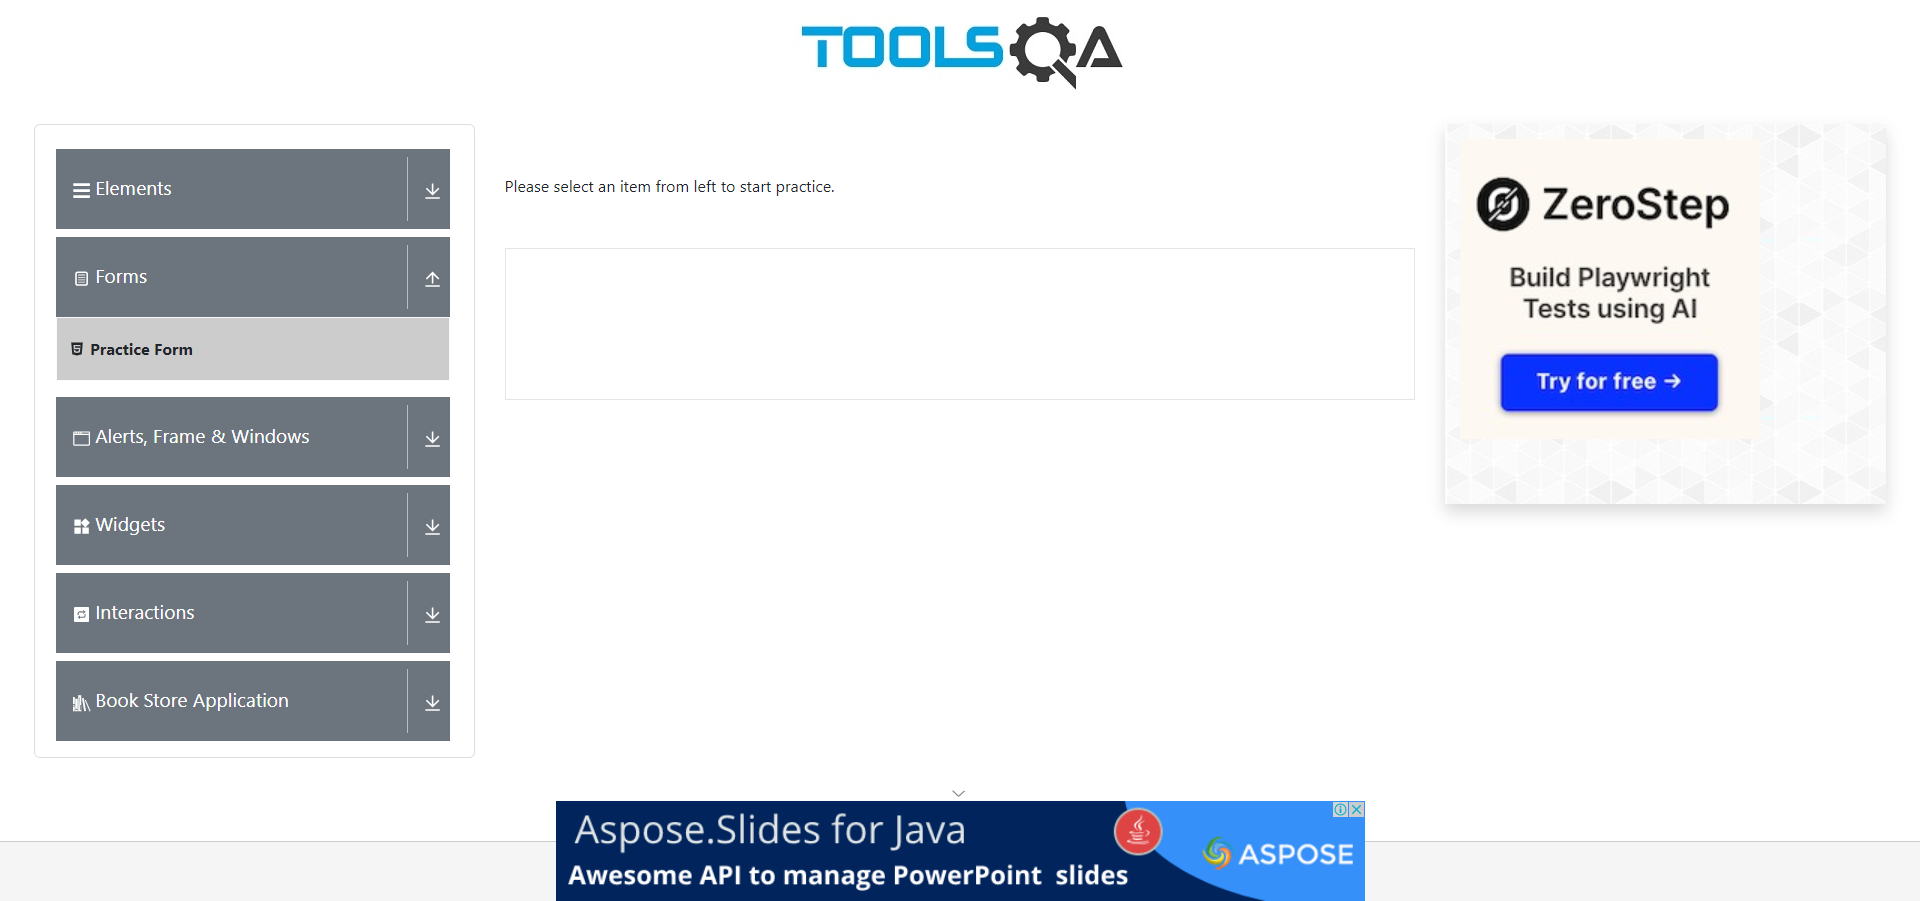 TOOLSQA
Elements
Forms
Practice Form
Alerts, Frame & Windows
Widgets
Interactions
Book Store Application
Please select an item from left to start practice.
ZeroStep
Build Playwright
Tests using AI
Try for free →
Aspose.Slides for Java
Awesome API to manage PowerPoint slides
ASPOSE